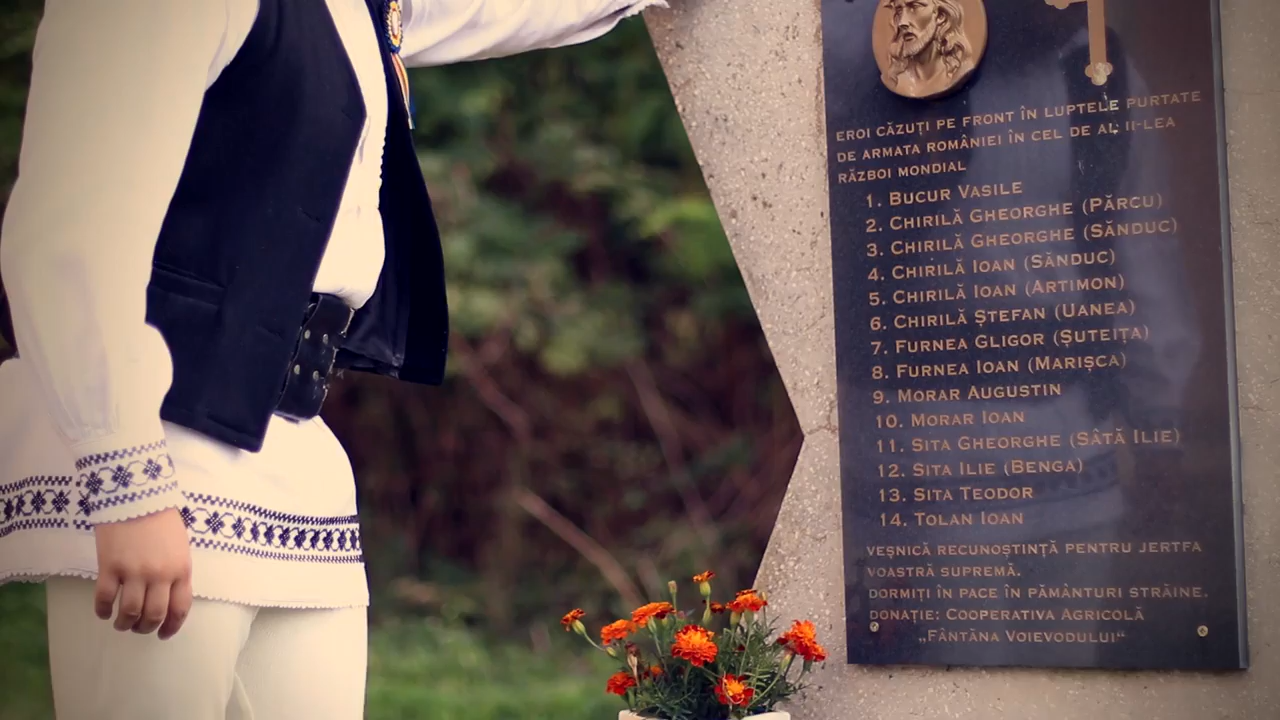 EROI CĂZUȚI PE FRONT ÎN LUPTELE PURTATE
DE ARMATA ROMÂNIEI ÎN CEL DE AL II-LEA
RĂZBOI MONDIAL
1. BUCUR VASILE
2. CHIRILĂ GHEORGHE (PĂRCU)
3. CHIRILĂ GHEORGHE (SĂNDUC)
4. CHIRILĂ IOAN (SĂNDUC)
5. CHIRILĂ IOAN (ARTIMON)
6. CHIRILĂ ȘTEFAN (UANEA)
7. FURNEA GLIGOR (ȘUTEIȚA)
8. FURNEA IOAN (MARIȘCA)
9. MORAR AUGUSTIN
10. MORAR IOAN
11. SITA GHEORGHE (SÂTĂ ILIE)
12. SITA ILIE (BENGA)
13. SITA TEODOR
14. TOLAN IOAN
VEȘNICĂ RECUNOȘTINȚĂ PENTRU JERTFA
VOASTRĂ SUPREMĂ.
DORMIȚI ÎN PACE ÎN PĂMÂNTURI STRĂINE.
DONAȚIE: COOPERATIVA AGRICOLĂ
„FÂNTÂNA VOIEVODULUI“